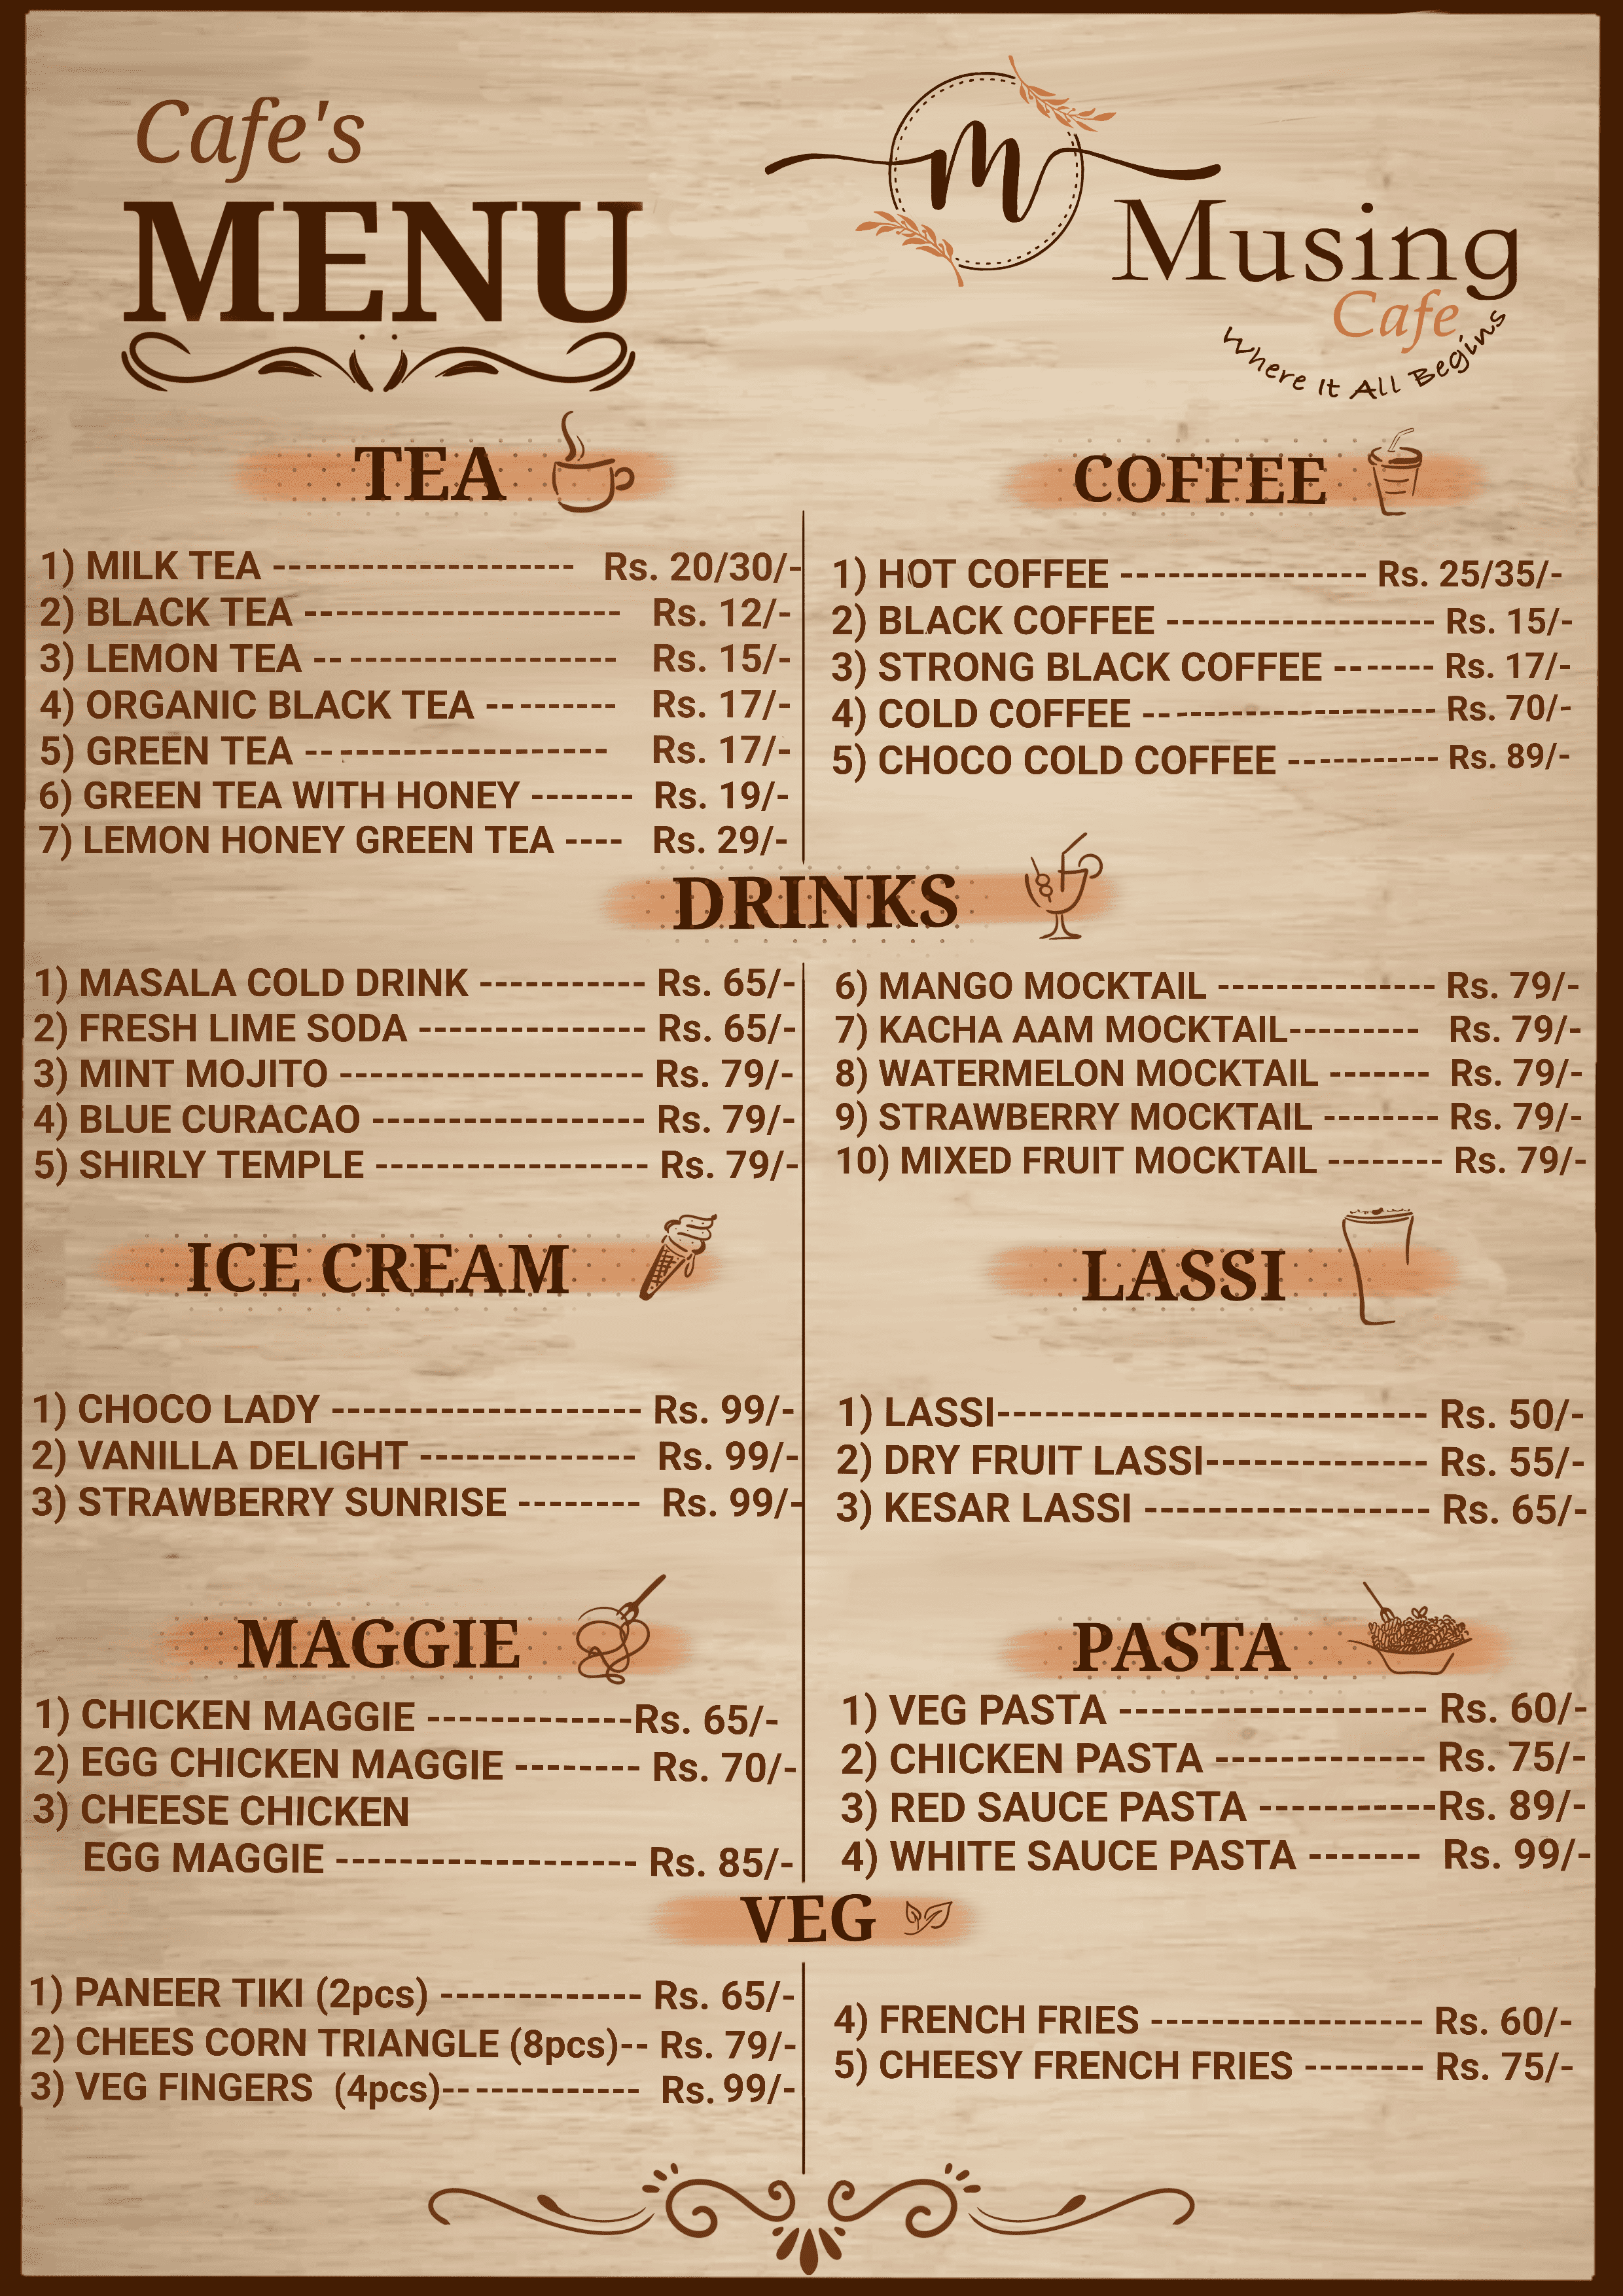 Cafe's
MENU
M
Musing
Cafe
Where It All Begins
TEA
1) MILK TEA ------------------- Rs. 20/30/-
2) BLACK TEA -------------------- Rs. 12/-
3) LEMON TEA ------------------- Rs. 15/-
4) ORGANIC BLACK TEA -------- Rs. 17/-
5) GREEN TEA ------------------- Rs. 17/-
6) GREEN TEA WITH HONEY ------- Rs. 19/-
7) LEMON HONEY GREEN TEA ---- Rs. 29/-
COFFEE
1) HOT COFFEE ---------------- Rs. 25/35/-
2) BLACK COFFEE ----------------- Rs. 15/-
3) STRONG BLACK COFFEE ------- Rs. 17/-
4) COLD COFFEE ------------------- Rs. 70/-
5) CHOCO COLD COFFEE ---------- Rs. 89/-
DRINKS
1) MASALA COLD DRINK ----------- Rs. 65/-
2) FRESH LIME SODA --------------- Rs. 65/-
3) MINT MOJITO -------------------- Rs. 79/-
4) BLUE CURACAO ------------------ Rs. 79/-
5) SHIRLY TEMPLE ------------------ Rs. 79/-
6) MANGO MOCKTAIL --------------- Rs. 79/-
7) KACHA AAM MOCKTAIL--------- Rs. 79/-
8) WATERMELON MOCKTAIL ------- Rs. 79/-
9) STRAWBERRY MOCKTAIL -------- Rs. 79/-
10) MIXED FRUIT MOCKTAIL -------- Rs. 79/-
ICE CREAM
1) CHOCO LADY -------------------- Rs. 99/-
2) VANILLA DELIGHT -------------- Rs. 99/-
3) STRAWBERRY SUNRISE -------- Rs. 99/-
LASSI
1) LASSI--------------------------- Rs. 50/-
2) DRY FRUIT LASSI-------------- Rs. 55/-
3) KESAR LASSI ------------------ Rs. 65/-
MAGGIE
1) CHICKEN MAGGIE -------------Rs. 65/-
2) EGG CHICKEN MAGGIE -------- Rs. 70/-
3) CHEESE CHICKEN
EGG MAGGIE ------------------- Rs. 85/-
PASTA
1) VEG PASTA ------------------- Rs. 60/-
2) CHICKEN PASTA ------------- Rs. 75/-
3) RED SAUCE PASTA -----------Rs. 89/-
4) WHITE SAUCE PASTA ------- Rs. 99/-
VEG
1) PANEER TIKI (2pcs) ------------ Rs. 65/-
2) CHEES CORN TRIANGLE (8pcs)-- Rs. 79/-
3) VEG FINGERS (4pcs)------------ Rs. 99/-
4) FRENCH FRIES ----------------- Rs. 60/-
5) CHEESY FRENCH FRIES ------- Rs. 75/-